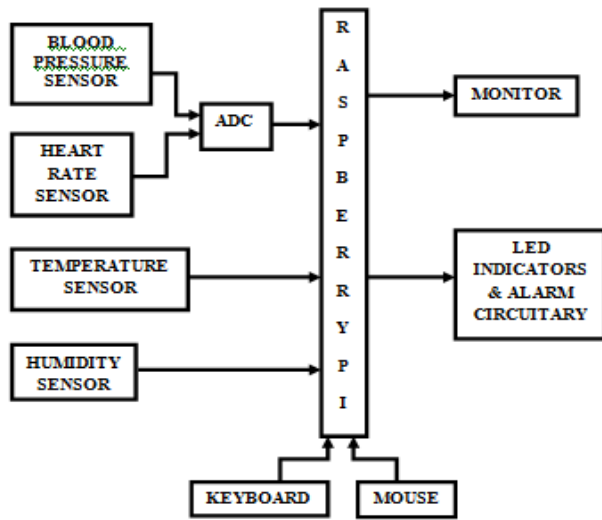 BLOOD
PRESSURE
SENSOR
HEART
RATE
SENSOR
TEMPERATURE
SENSOR
HUMIDITY
SENSOR
ADC
R
A
S
P
B
E
R
R
Y
P
I
MONITOR
LED
INDICATORS
& ALARM
CIRCUITARY
KEYBOARD
MOUSE